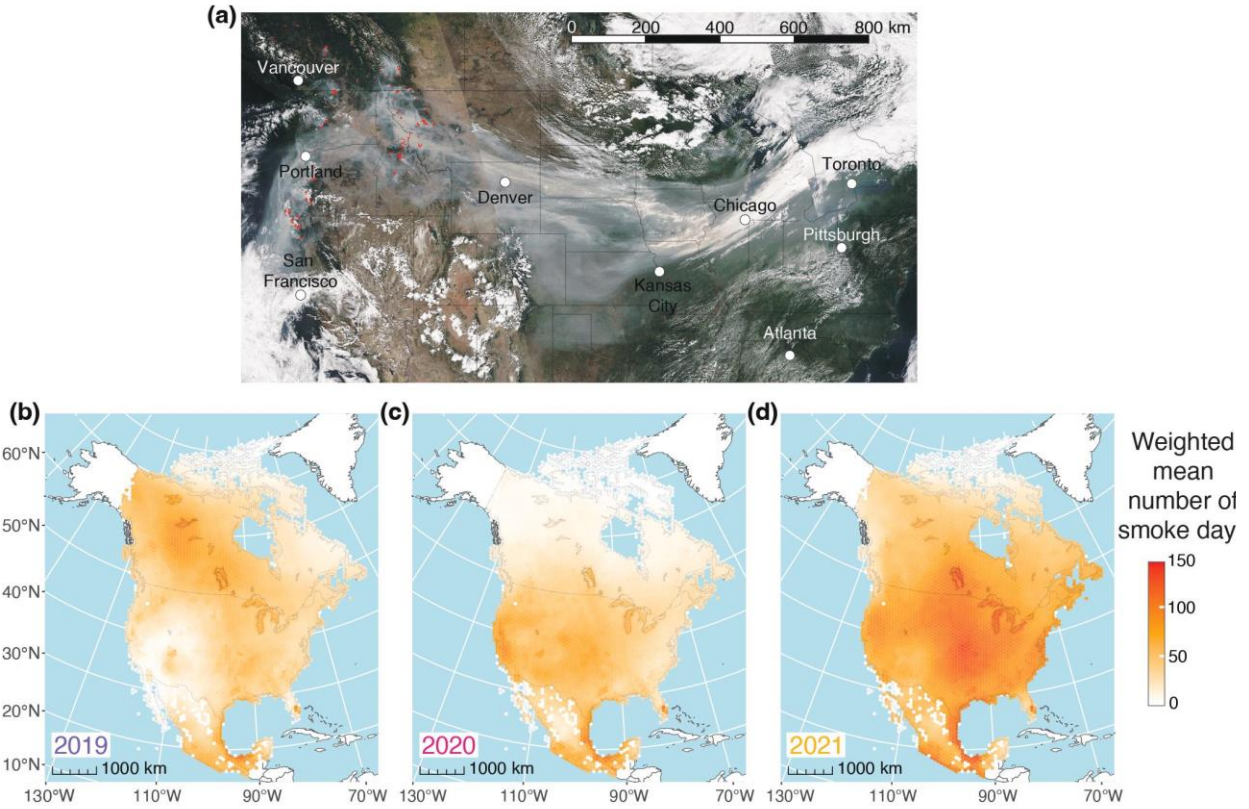 (a)
0 200 400 600 800 km
Vancouver
Portland
Denver
Toronto
Chicago
Pittsburgh
San
Francisco
Kansas
City
Atlanta
(b)
(c)
(d)
60°N
50°N
40°N
30°N
20°N
10°N
2019
1000 km
2020
1000 km
2021
1000 km
130°W 110°W 90°W 70°W
110°W 90°W 70°W
110°W 90°W 70°W
Weighted
mean
number of
smoke day
150
100
50
0